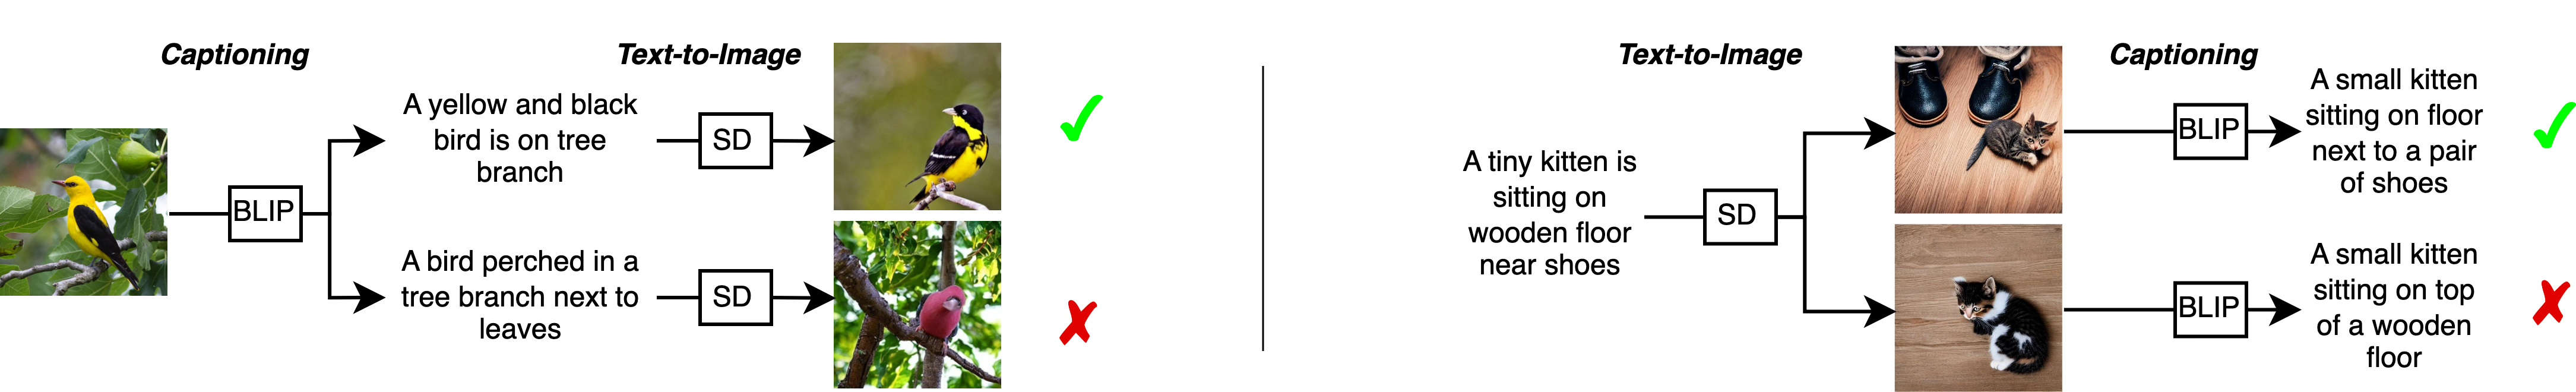 Captioning
Text-to-Image
BLIP
A yellow and black
bird is on tree
branch
SD
A bird perched in a
tree branch next to
leaves
SD
Text-to-Image
Captioning
A tiny kitten is
sitting on
wooden floor
near shoes
SD
BLIP
A small kitten
sitting on floor
next to a pair
of shoes
BLIP
A small kitten
sitting on top
of a wooden
floor